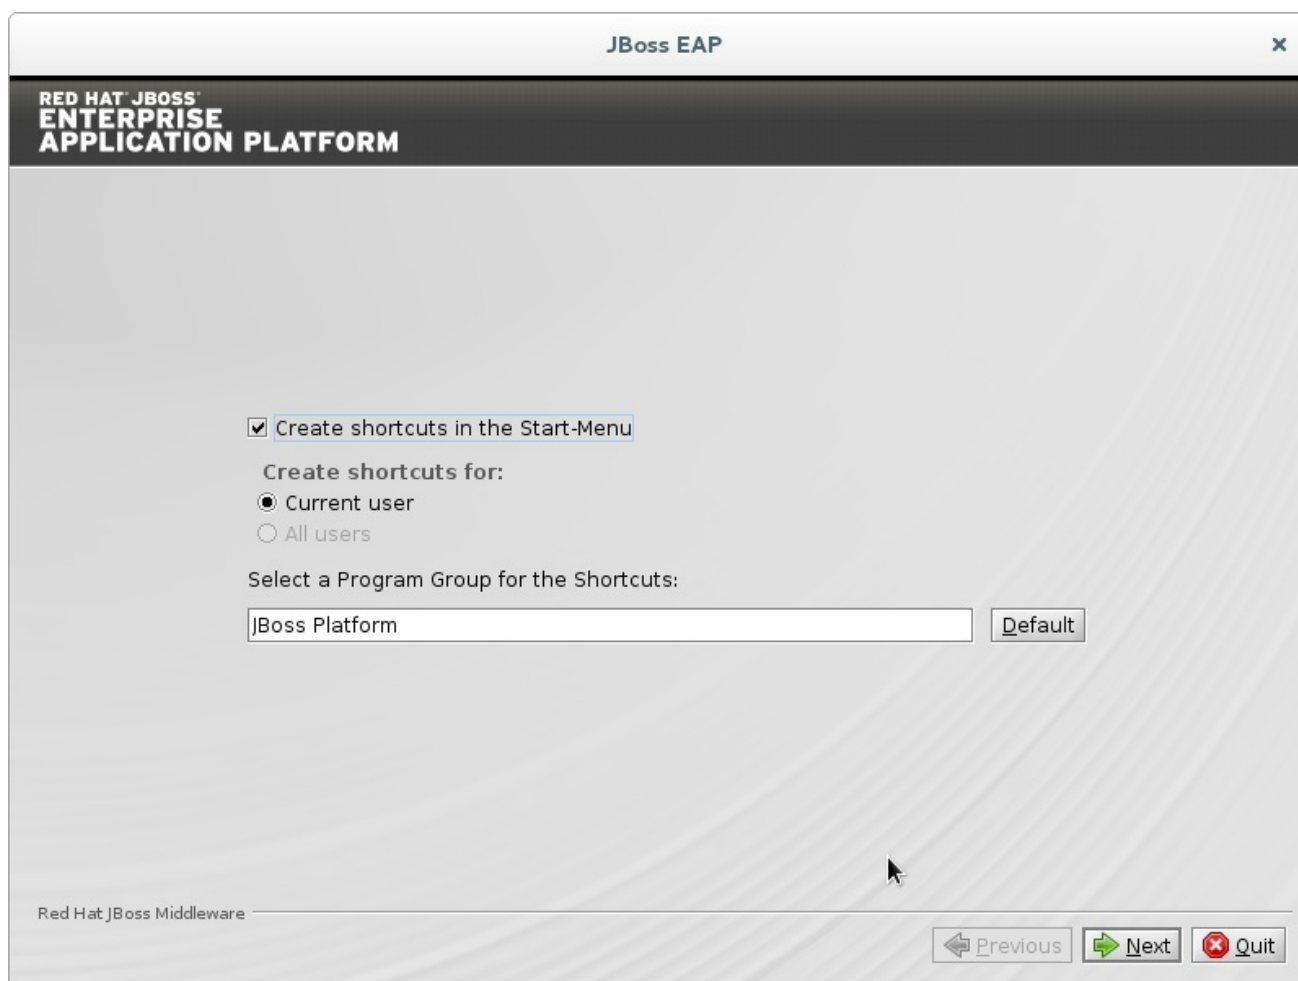 JBoss EAP
RED HAT® JBOSS®
ENTERPRISE
APPLICATION PLATFORM
Create shortcuts in the Start-Menu
Create shortcuts for:
Current user
All users
Select a Program Group for the Shortcuts:
JBoss Platform
Default
Red Hat JBoss Middleware
Previous
Next
Quit